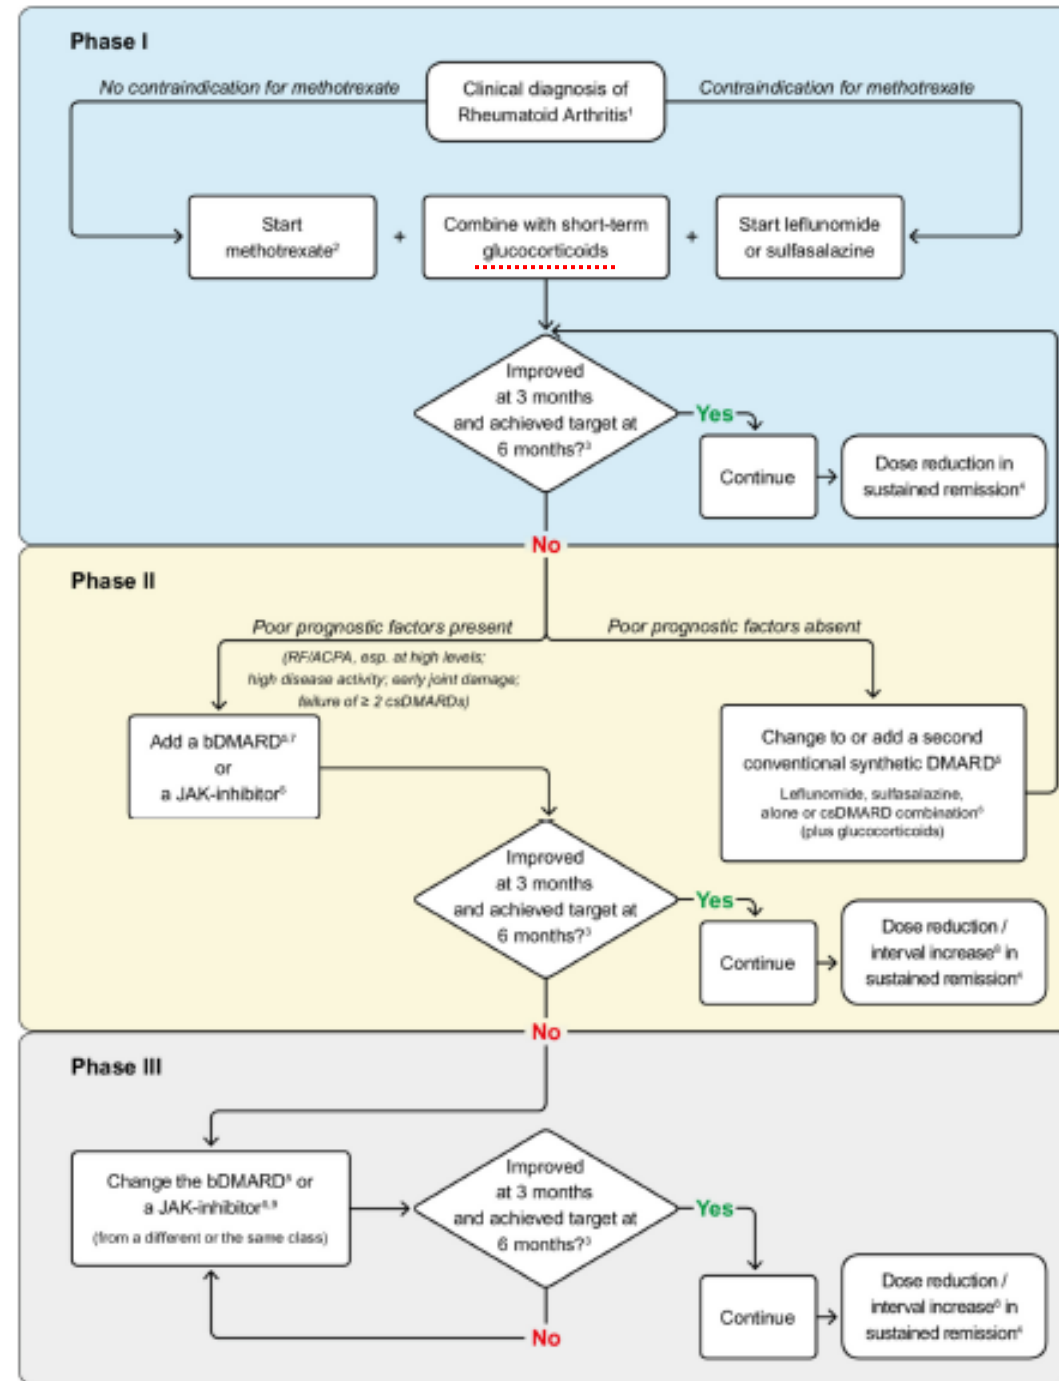 Phase I
No contraindication for methotrexate
Clinical diagnosis of
Rheumatoid Arthritis¹
Contraindication for methotrexate
Start
methotrexate²
+
Combine with short-term
glucocorticoids
+
Start leflunomide
or sulfasalazine
Improved
at 3 months
and achieved target at
6 months?³
Yes
Continue
Dose reduction in
sustained remission⁴
No
Phase II
Poor prognostic factors present
(RF/ACPA, esp. at high levels;
high disease activity; early joint damage;
failure of ≥ 2 csDMARDs)
Poor prognostic factors absent
Add a bDMARD
or
a JAK-inhibitor
Change to or add a second
conventional synthetic DMARD
Leflunomide, sulfasalazine,
alone or csDMARD combination
(plus glucocorticoids)
Improved
at 3 months
and achieved target at
6 months?³
Yes
Continue
Dose reduction /
interval increase in
sustained remission⁴
No
Phase III
Change the bDMARD or
a JAK-inhibitor
(from a different or the same class)
Improved
at 3 months
and achieved target at
6 months?³
Yes
Continue
Dose reduction /
interval increase in
sustained remission⁴
No